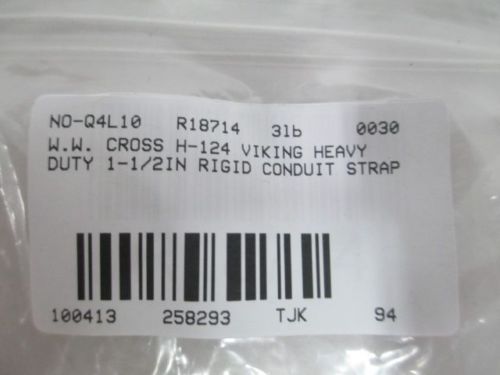 NO-Q4L10 R18714 3lb 0030
W.W. CROSS H-124 VIKING HEAVY
DUTY 1-1/2IN RIGID CONDUIT STRAP
100413 258293 TJK 94